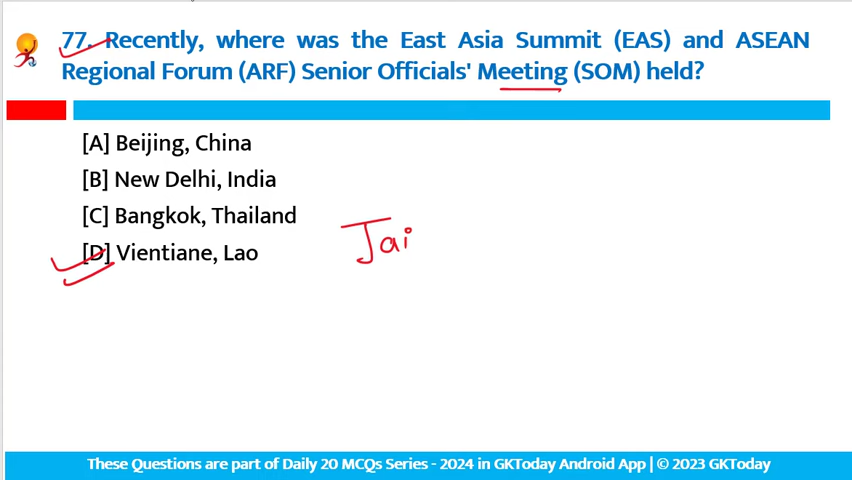 77. Recently, where was the East Asia Summit (EAS) and ASEAN
Regional Forum (ARF) Senior Officials' Meeting (SOM) held?
[A] Beijing, China
[B] New Delhi, India
[C] Bangkok, Thailand
[D] Vientiane, Lao
Jai
These Questions are part of Daily 20 MCQs Series - 2024 in GKToday Android App | © 2023 GKToday